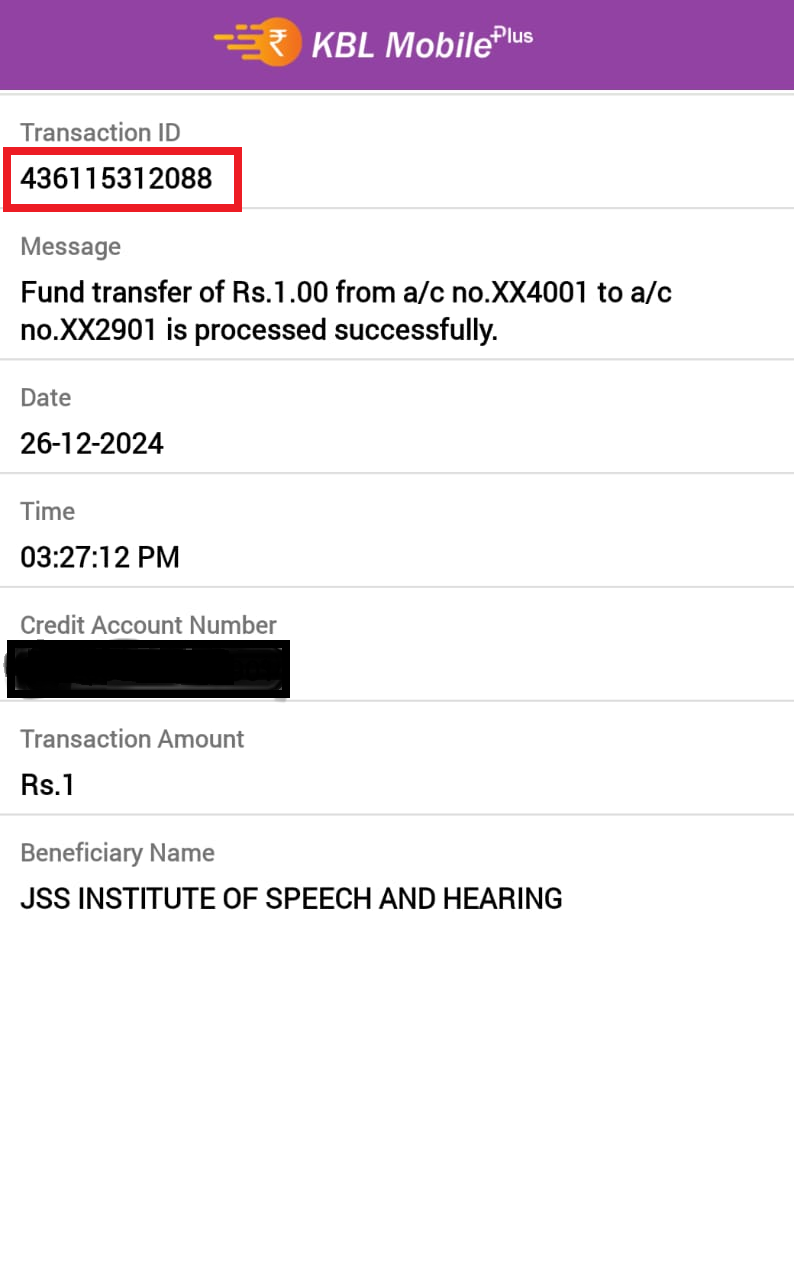 KBL Mobile Plus
Transaction ID
436115312088
Message
Fund transfer of Rs.1.00 from a/c no.XX4001 to a/c
no.XX2901 is processed successfully.
Date
26-12-2024
Time
03:27:12 PM
Credit Account Number
Transaction Amount
Rs.1
Beneficiary Name
JSS INSTITUTE OF SPEECH AND HEARING